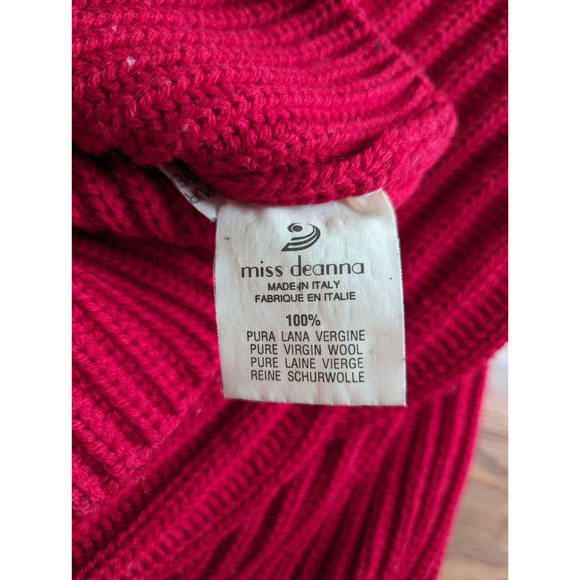 miss deanna
MADE IN ITALY
FABRIQUE EN ITALIE
100%
PURA LANA VERGINE
PURE VIRGIN WOOL
PURE LAINE VIERGE
REINE SCHURWOLLE